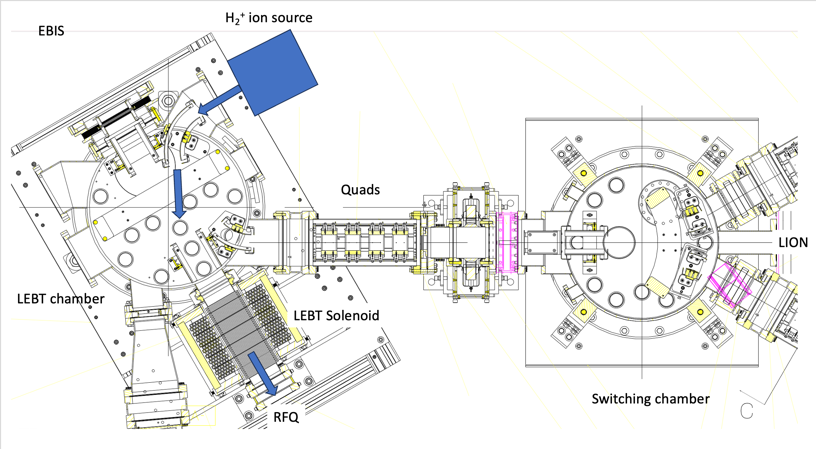 H₂⁺ ion source
EBIS
Quads
LION
LEBT chamber
LEBT Solenoid
Switching chamber
C
RFQ